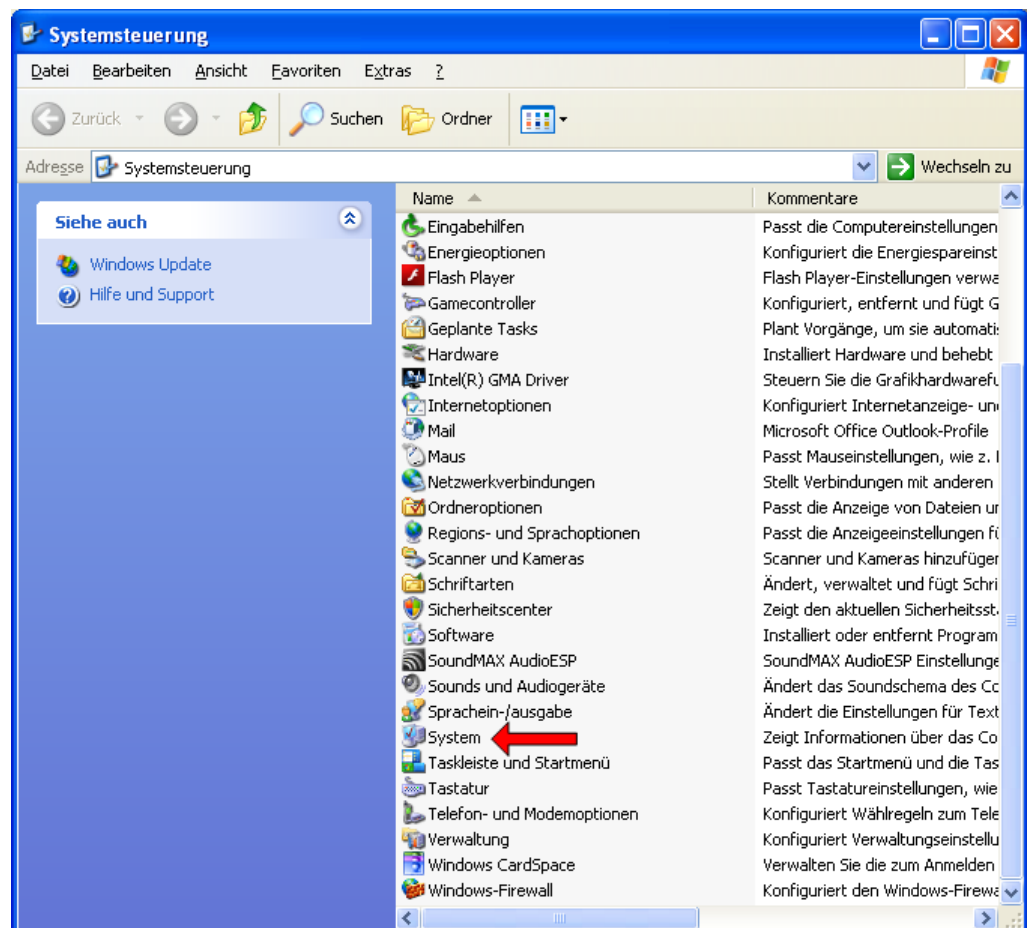 Systemsteuerung
Datei Bearbeiten Ansicht Favoriten Extras ?
Zurück Suchen Ordner
Adresse Systemsteuerung Wechseln zu
Siehe auch
Windows Update
Hilfe und Support
Name Kommentare
Eingabehilfen Passt die Computereinstellungen
Energieoptionen Konfiguriert die Energiespareinst
Flash Player Flash Player-Einstellungen verwa
Gamecontroller Konfiguriert, entfernt und fügt G
Geplante Tasks Plant Vorgänge, um sie automatis
Hardware Installiert Hardware und behebt
Intel(R) GMA Driver Steuern Sie die Grafikhardwarefu
Internetoptionen Konfiguriert Internetanzeige- und
Mail Microsoft Office Outlook-Profile
Maus Passt Mauseinstellungen, wie z. B
Netzwerkverbindungen Stellt Verbindungen mit anderen
Ordneroptionen Passt die Anzeige von Dateien un
Regions- und Sprachoptionen Passt die Anzeigeeinstellungen fü
Scanner und Kameras Scanner und Kameras hinzufügen
Schriftarten Ändert, verwaltet und fügt Schri
Sicherheitscenter Zeigt den aktuellen Sicherheitsst
Software Installiert oder entfernt Program
SoundMAX AudioESP SoundMAX AudioESP Einstellunge
Sounds und Audiogeräte Ändert das Soundschema des Co
Sprachein-/ausgabe Ändert die Einstellungen für Text
System Zeigt Informationen über das Co
Taskleiste und Startmenü Passt das Startmenü und die Tas
Tastatur Passt Tastatureinstellungen, wie
Telefon- und Modemoptionen Konfiguriert Wählregeln zum Tele
Verwaltung Konfiguriert Verwaltungseinstellu
Windows CardSpace Verwalten Sie die zum Anmelden
Windows-Firewall Konfiguriert den Windows-Firewa